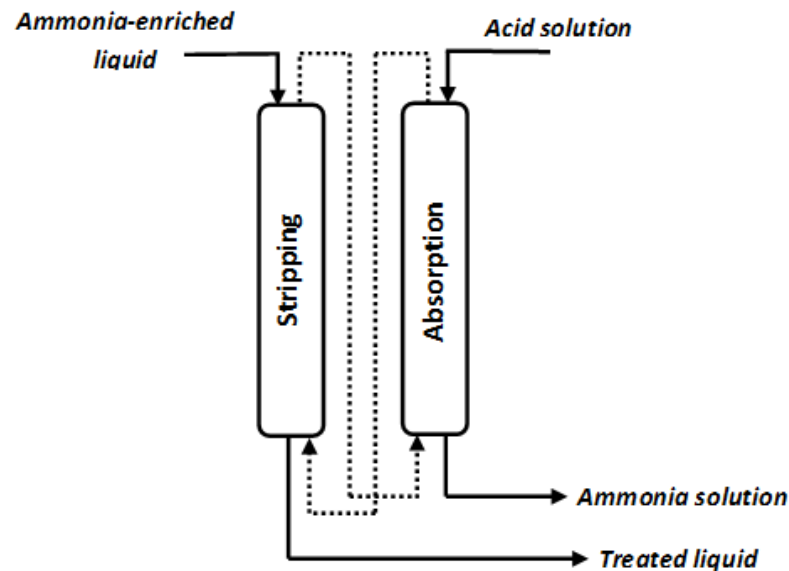 Ammonia-enriched
liquid
Acid solution
Stripping
Absorption
Ammonia solution
Treated liquid